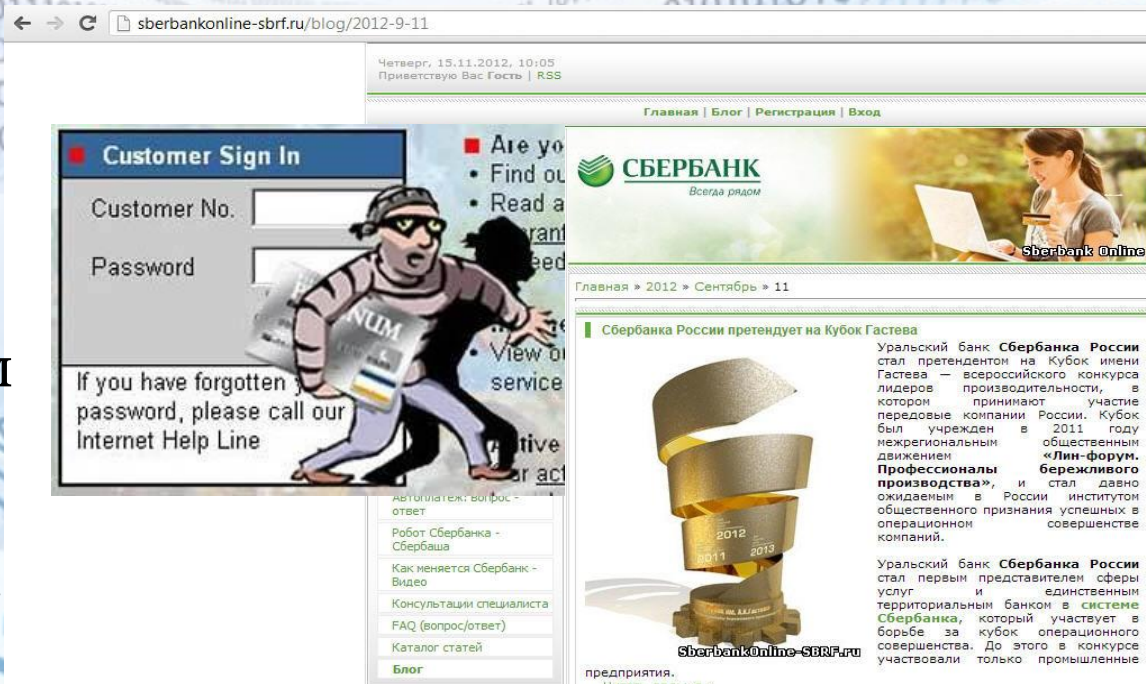 sberbankonline-sbrf.ru/blog/2012-9-11
Четверг, 15.11.2012, 10:05
Приветствую Вас Гость | RSS
Главная | Блог | Регистрация | Вход
Customer Sign In
Customer No.
Password
If you have forgotten
password, please call our
Internet Help Line
Are yo
• Find ou
• Read a
• View o
service
СБЕРБАНК
Всегда рядом
Sberbank Online
Главная » 2012 » Сентябрь » 11
Сбербанка России претендует на Кубок Гастева
Уральский банк Сбербанка России
стал претендентом на Кубок имени
Гастева — всероссийского конкурса
лидеров производительности, в
котором принимают участие
передовые компании России. Кубок
был учрежден в 2011 году
межрегиональным общественным
движением «Лин-форум.
Профессионалы бережливого
производства», и стал давно
ожидаемым в России институтом
общественного признания успешных в
операционном совершенстве
компаний.
Уральский банк Сбербанка России
стал первым представителем сферы
услуг и единственным
территориальным банком в системе
Сбербанка, который участвует в
борьбе за кубок операционного
совершенства. До этого в конкурсе
участвовали только промышленные
предприятия.
2012
2011 2013
SberbankOnline-SBRF.ru
Автоплатеж: вопрос -
ответ
Робот Сбербанка -
Сбербаша
Как меняется Сбербанк -
Видео
Консультации специалиста
FAQ (вопрос/ответ)
Каталог статей
Блог